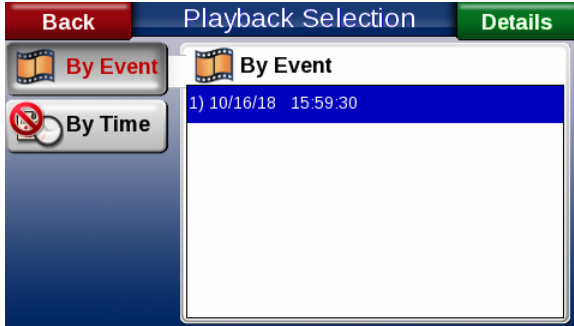 Back Playback Selection Details
By Event By Event
1) 10/16/18 15:59:30
By Time